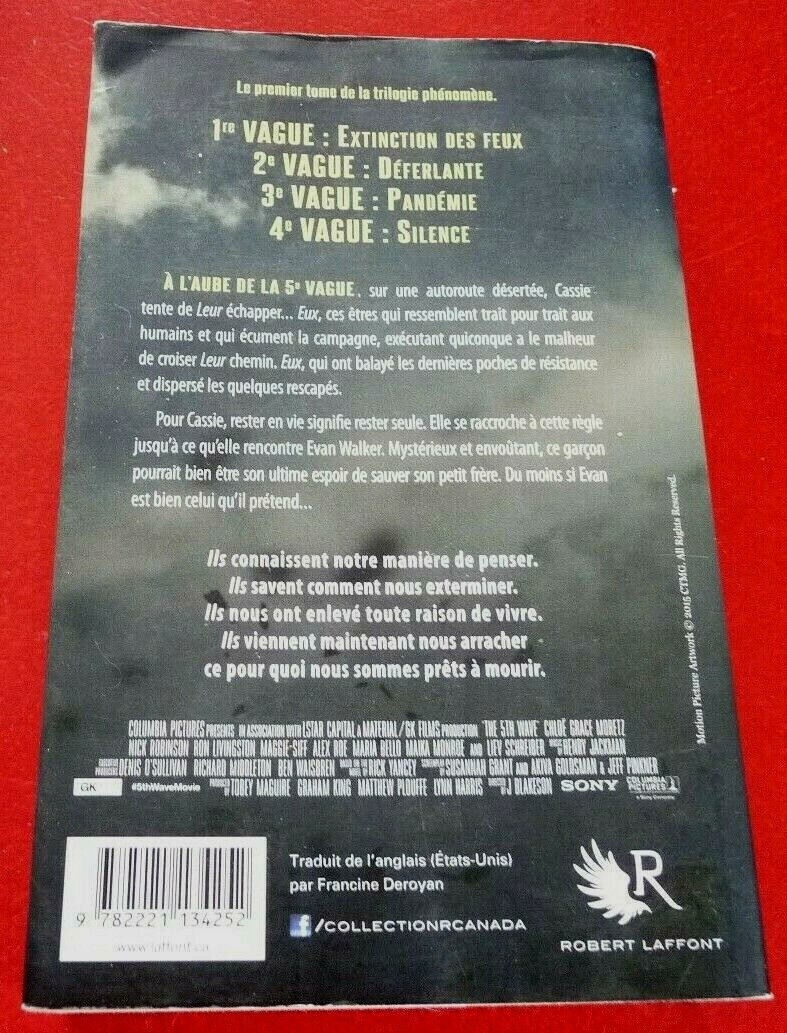 Le premier tome de la trilogie phénomène.
1re VAGUE : EXTINCTION DES FEUX
2e VAGUE : DÉFERLANTE
3e VAGUE : PANDÉMIE
4e VAGUE : SILENCE
À L'AUBE DE LA 5e VAGUE, sur une autoroute désertée, Cassie
tente de Leur échapper... Eux, ces êtres qui ressemblent trait pour trait aux
humains et qui écument la campagne, exécutant quiconque a le malheur
de croiser Leur chemin. Eux, qui ont balayé les dernières poches de résistance
et dispersé les quelques rescapés.
Pour Cassie, rester en vie signifie rester seule. Elle se raccroche à cette règle
jusqu'à ce qu'elle rencontre Evan Walker. Mystérieux et envoûtant, ce garçon
pourrait bien être son ultime espoir de sauver son petit frère. Du moins si Evan
est bien celui qu'il prétend...
Ils connaissent notre manière de penser.
Ils savent comment nous exterminer.
Ils nous ont enlevé toute raison de vivre.
Ils viennent maintenant nous arracher
ce pour quoi nous sommes prêts à mourir.
Motion Picture Artwork © 2015 CTMG. All Rights Reserved.
COLUMBIA PICTURES PRESENTS IN ASSOCIATION WITH LSTAR CAPITAL A MATERIAL/GK FILMS PRODUCTION "THE 5TH WAVE" CHLOË GRACE MORETZ
NICK ROBINSON RON LIVINGSTON MAGGIE SIFF ALEX ROE MARIA BELLO MAIKA MONROE AND LIEV SCHREIBER HENRY JACKMAN
DENIS O'SULLIVAN RICHARD MIDDLETON BEN WAISBREN RICK YANCEY SUSANNAH GRANT AND AKIVA GOLDSMAN & JEFF PINKNER
GK #5thWaveMovie TOBEY MAGUIRE GRAHAM KING MATTHEW PLOUFFE LYNN HARRIS J BLAKESON SONY COLUMBIA PICTURES
a Sony Company
9 782221 134252
www.laffont.ca
Traduit de l'anglais (États-Unis)
par Francine Deroyan
f /COLLECTIONRCANADA
R
ROBERT LAFFONT